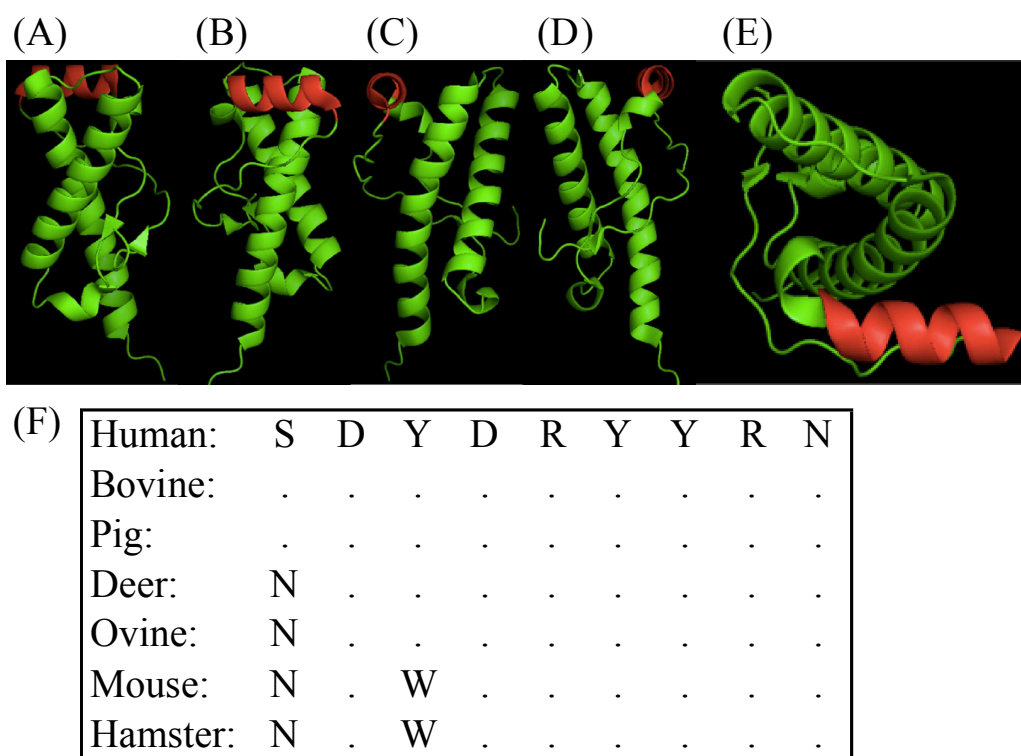 (A) (B) (C) (D) (E)
(F)
Human: S D Y D R Y Y R N
Bovine: . . . . . . . . .
Pig: . . . . . . . . .
Deer: N . . . . . . . .
Ovine: N . . . . . . . .
Mouse: N . W . . . . . .
Hamster: N . W . . . . . .